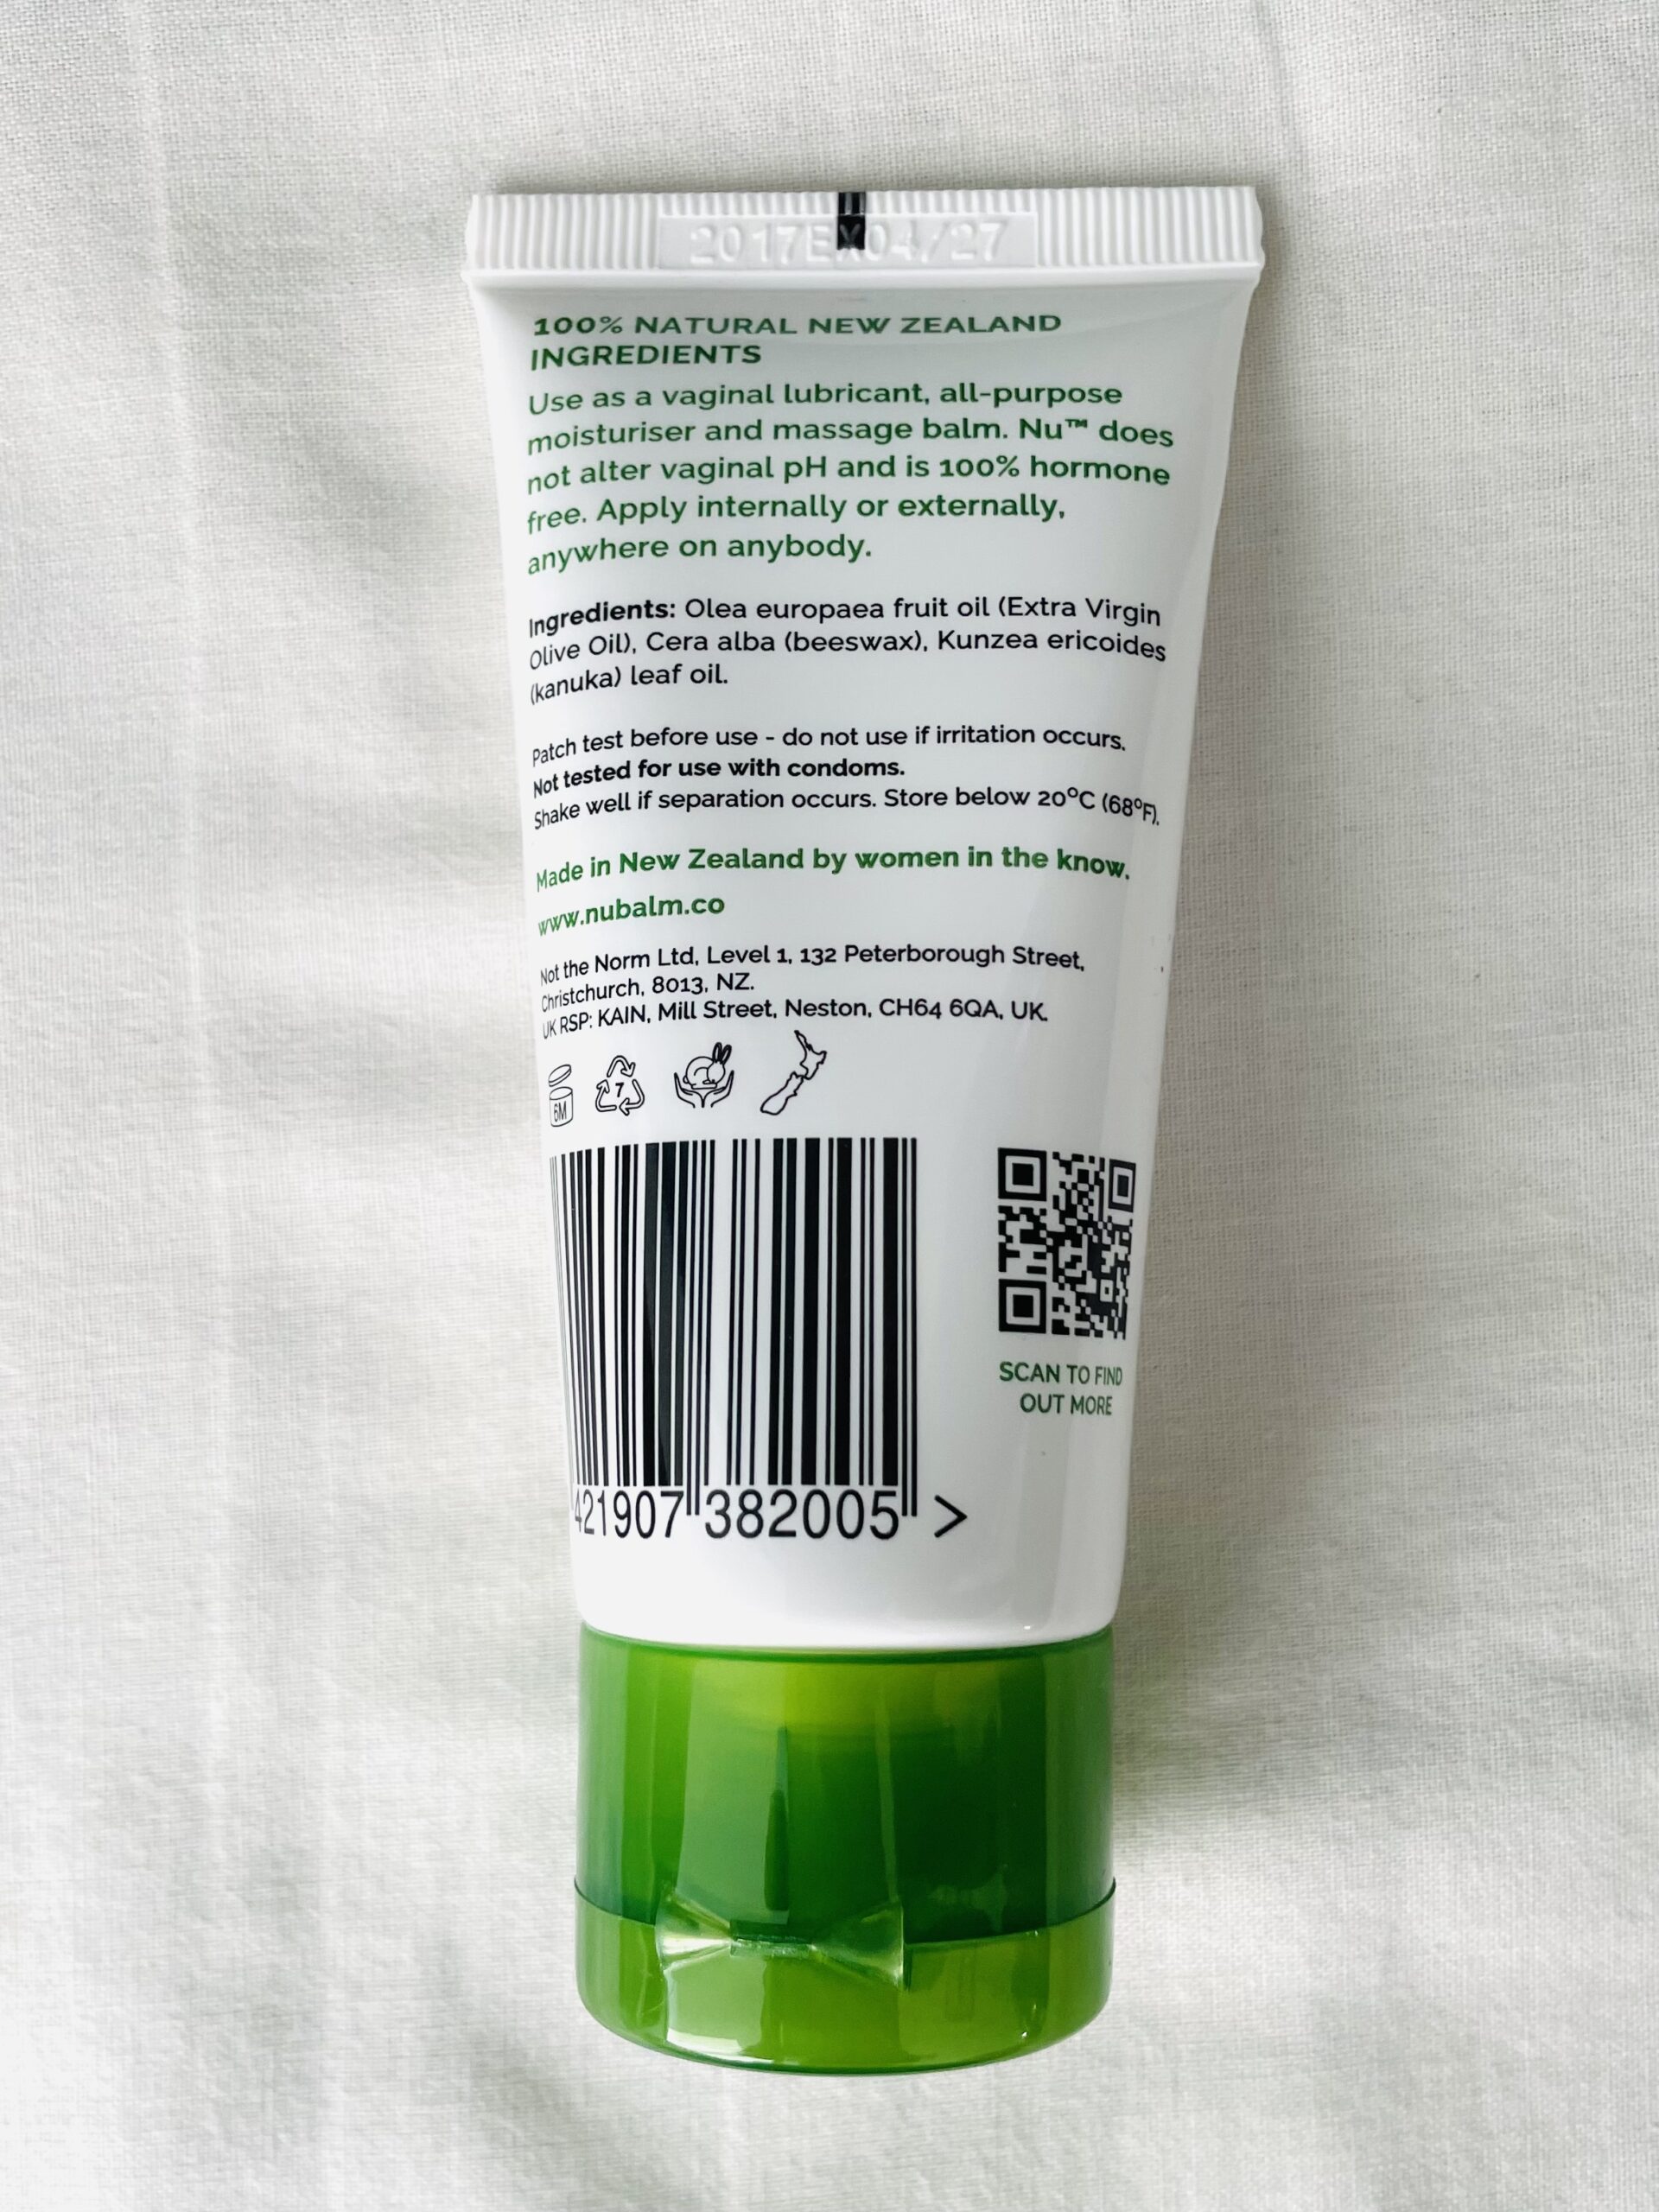 2017EX04/27
100% NATURAL NEW ZEALAND
INGREDIENTS
Use as a vaginal lubricant, all-purpose
moisturiser and massage balm. Nu™ does
not alter vaginal pH and is 100% hormone
free. Apply internally or externally,
anywhere on anybody.
Ingredients: Olea europaea fruit oil (Extra Virgin
Olive Oil), Cera alba (beeswax), Kunzea ericoides
(kanuka) leaf oil.
Patch test before use - do not use if irritation occurs.
Not tested for use with condoms.
Shake well if separation occurs. Store below 20°C (68°F).
Made in New Zealand by women in the know.
www.nubalm.co
Not the Norm Ltd, Level 1, 132 Peterborough Street,
Christchurch, 8013, NZ.
UK RSP: KAIN, Mill Street, Neston, CH64 6QA, UK.
6M
7
421907 382005 >
SCAN TO FIND
OUT MORE